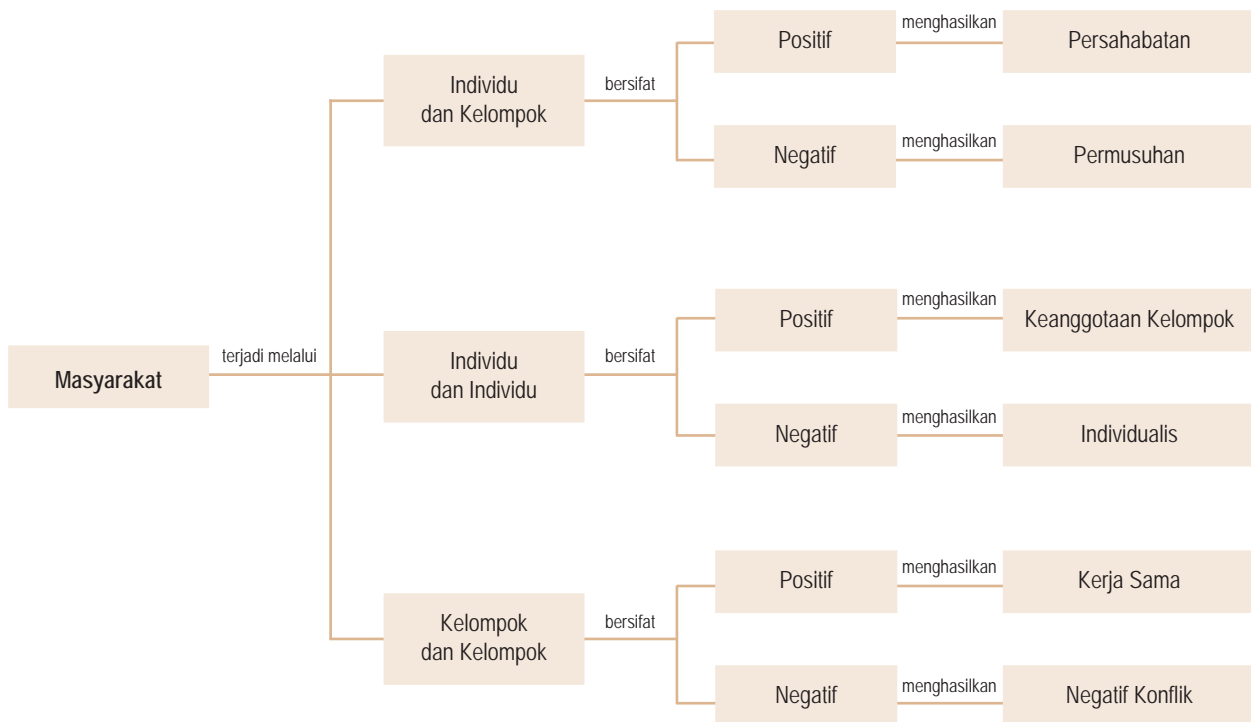 Masyarakat
terjadi melalui
Individu
dan Kelompok
bersifat
Positif
menghasilkan
Persahabatan
Negatif
menghasilkan
Permusuhan
Individu
dan Individu
bersifat
Positif
menghasilkan
Keanggotaan Kelompok
Negatif
menghasilkan
Individualis
Kelompok
dan Kelompok
bersifat
Positif
menghasilkan
Kerja Sama
Negatif
menghasilkan
Negatif Konflik